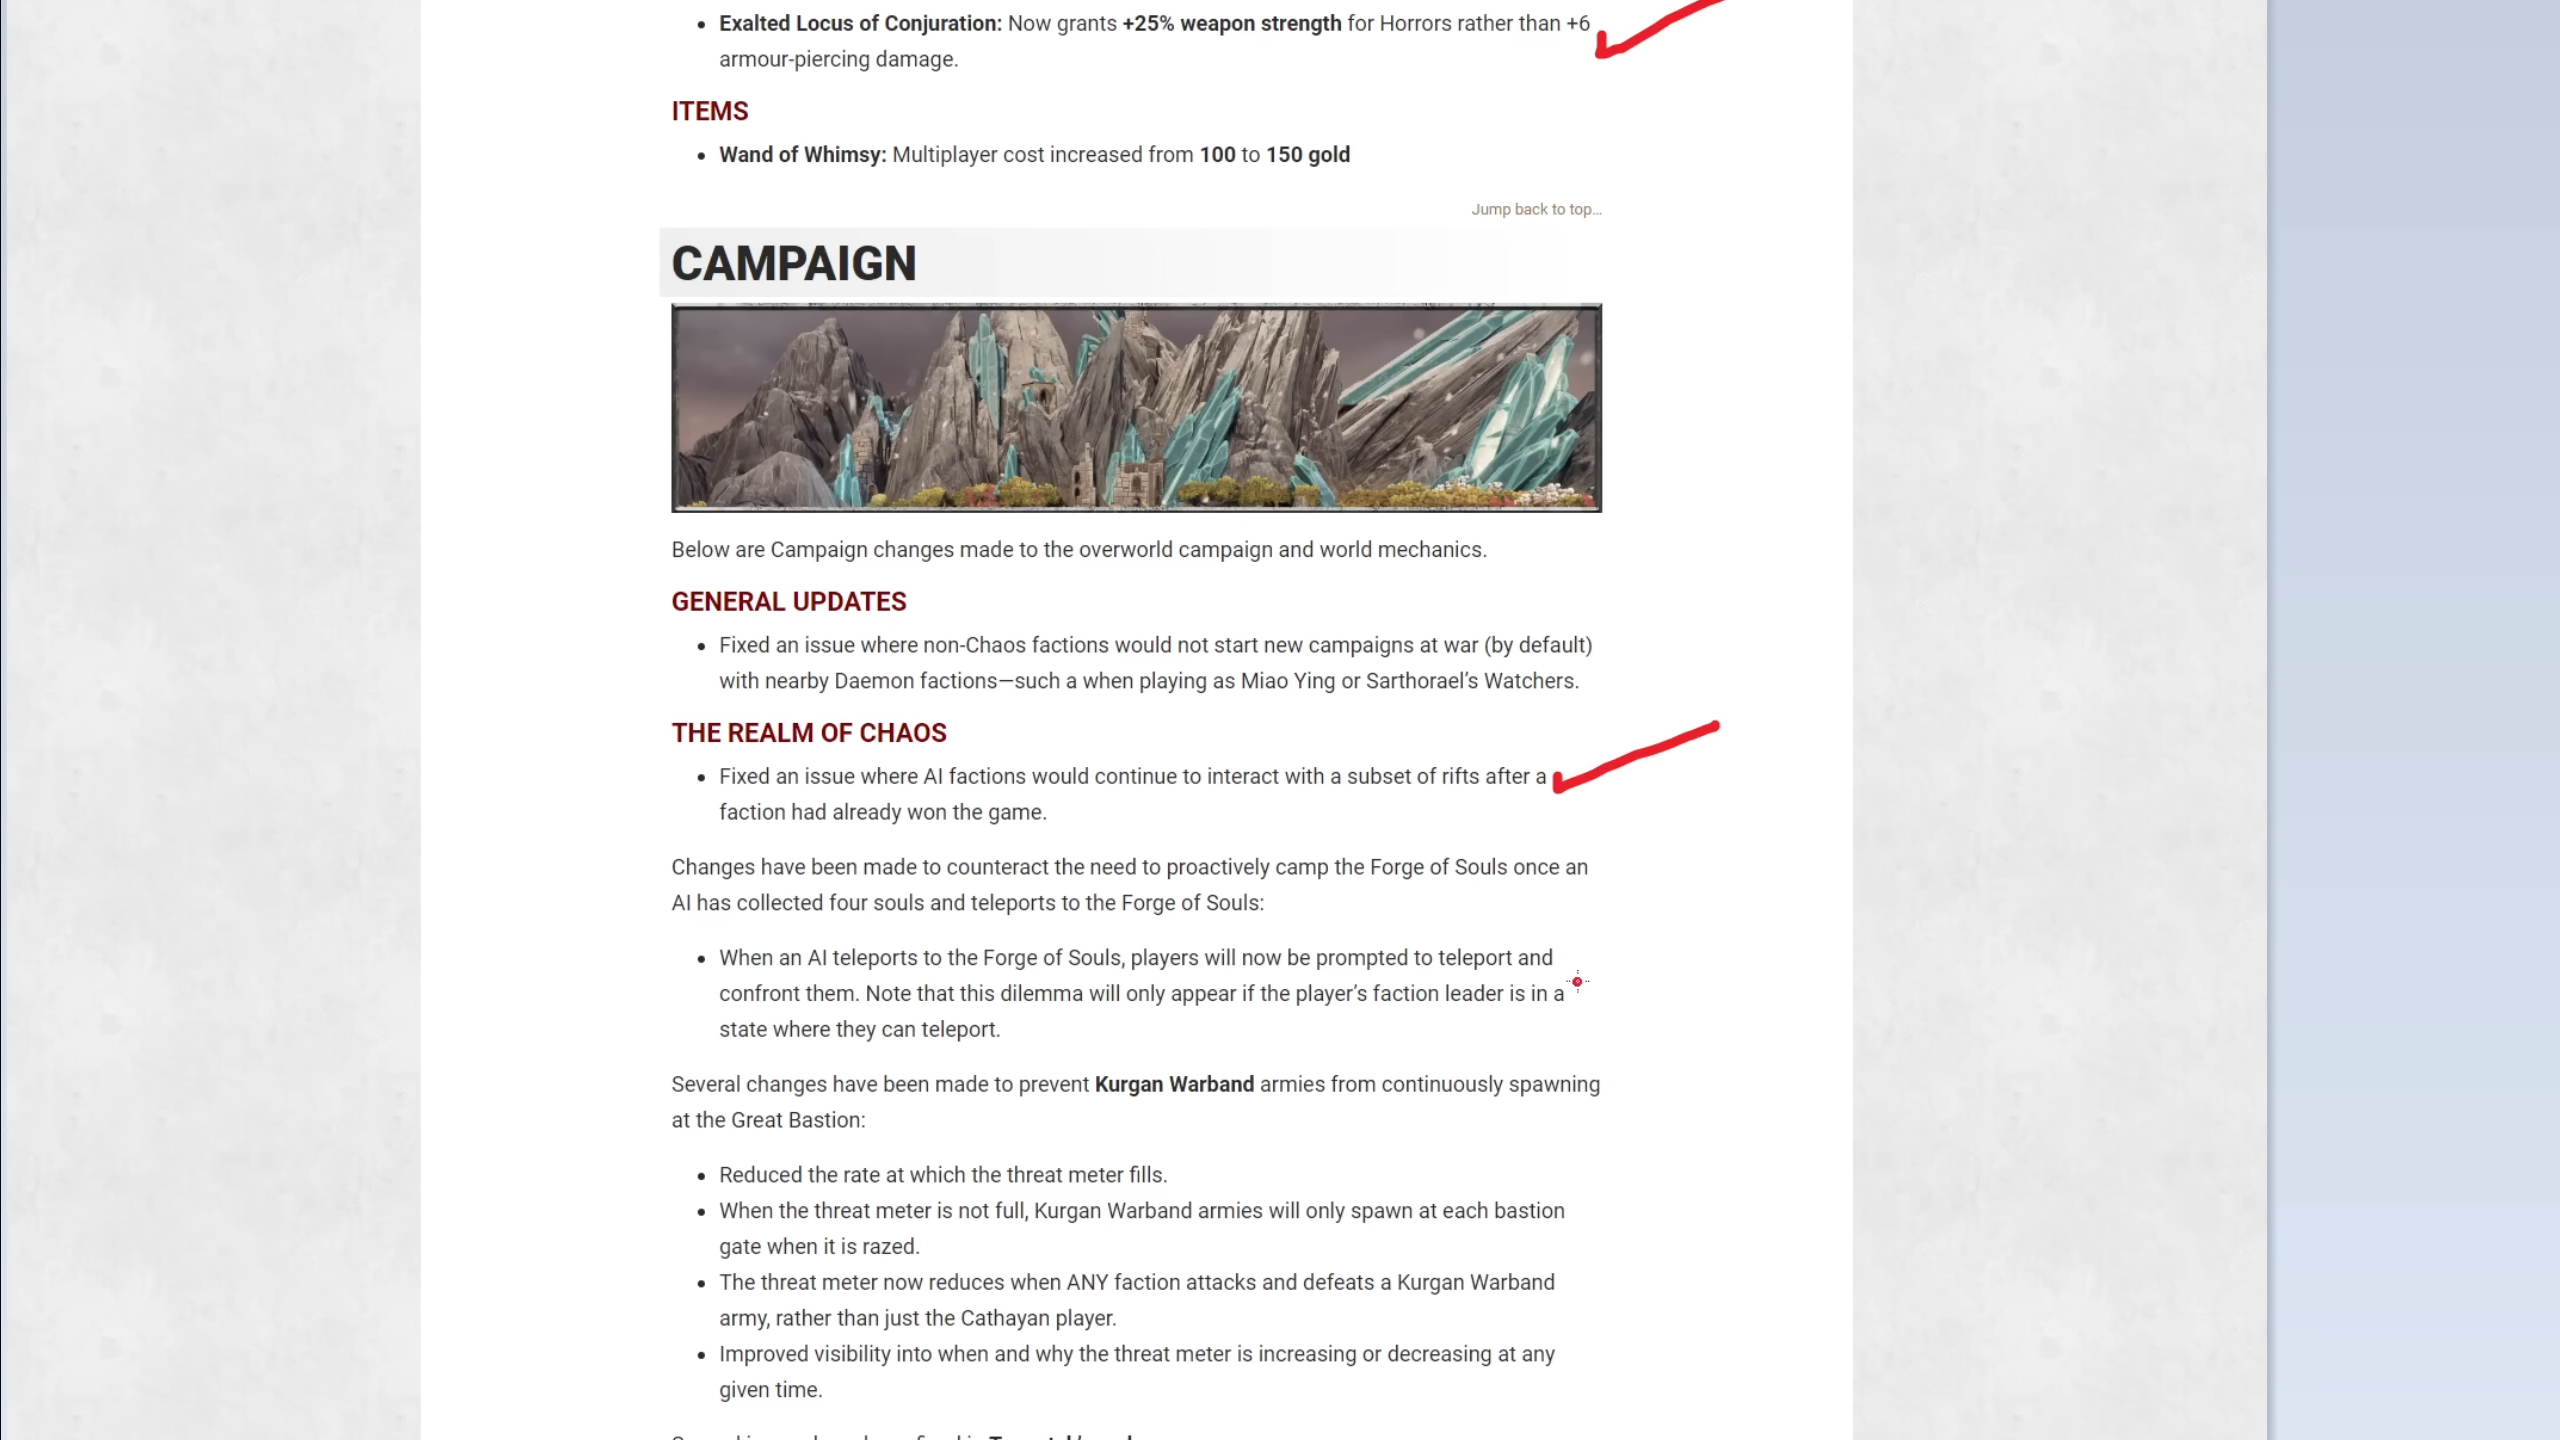 • Exalted Locus of Conjuration: Now grants +25% weapon strength for Horrors rather than +6
armour-piercing damage.
ITEMS
• Wand of Whimsy: Multiplayer cost increased from 100 to 150 gold
Jump back to top...
CAMPAIGN
Below are Campaign changes made to the overworld campaign and world mechanics.
GENERAL UPDATES
• Fixed an issue where non-Chaos factions would not start new campaigns at war (by default)
with nearby Daemon factions—such a when playing as Miao Ying or Sarthorael’s Watchers.
THE REALM OF CHAOS
• Fixed an issue where AI factions would continue to interact with a subset of rifts after a
faction had already won the game.
Changes have been made to counteract the need to proactively camp the Forge of Souls once an
AI has collected four souls and teleports to the Forge of Souls:
• When an AI teleports to the Forge of Souls, players will now be prompted to teleport and
confront them. Note that this dilemma will only appear if the player’s faction leader is in a
state where they can teleport.
Several changes have been made to prevent Kurgan Warband armies from continuously spawning
at the Great Bastion:
• Reduced the rate at which the threat meter fills.
• When the threat meter is not full, Kurgan Warband armies will only spawn at each bastion
gate when it is razed.
• The threat meter now reduces when ANY faction attacks and defeats a Kurgan Warband
army, rather than just the Cathayan player.
• Improved visibility into when and why the threat meter is increasing or decreasing at any
given time.